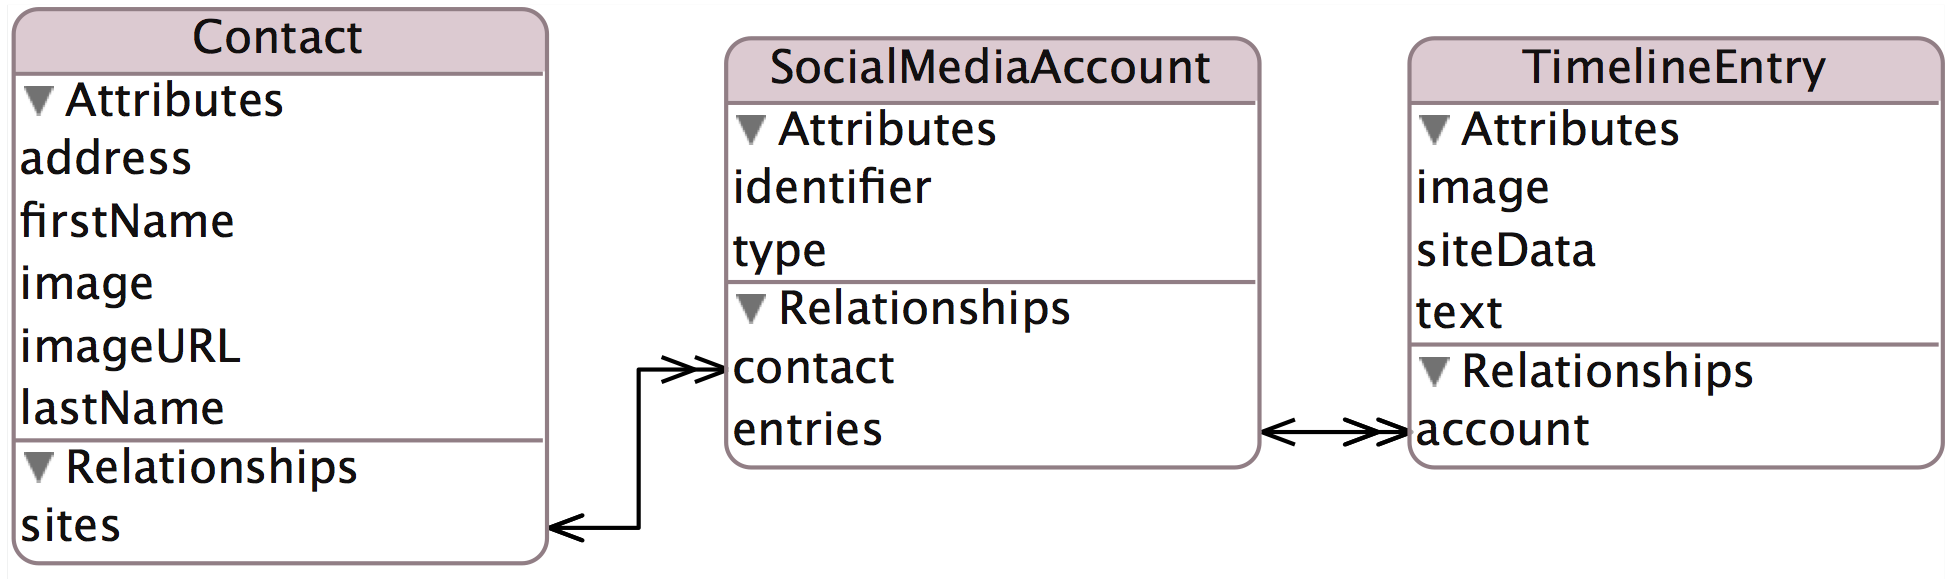 Contact
Attributes
address
firstName
image
imageURL
lastName
Relationships
sites
SocialMediaAccount
Attributes
identifier
type
Relationships
contact
entries
TimelineEntry
Attributes
image
siteData
text
Relationships
account